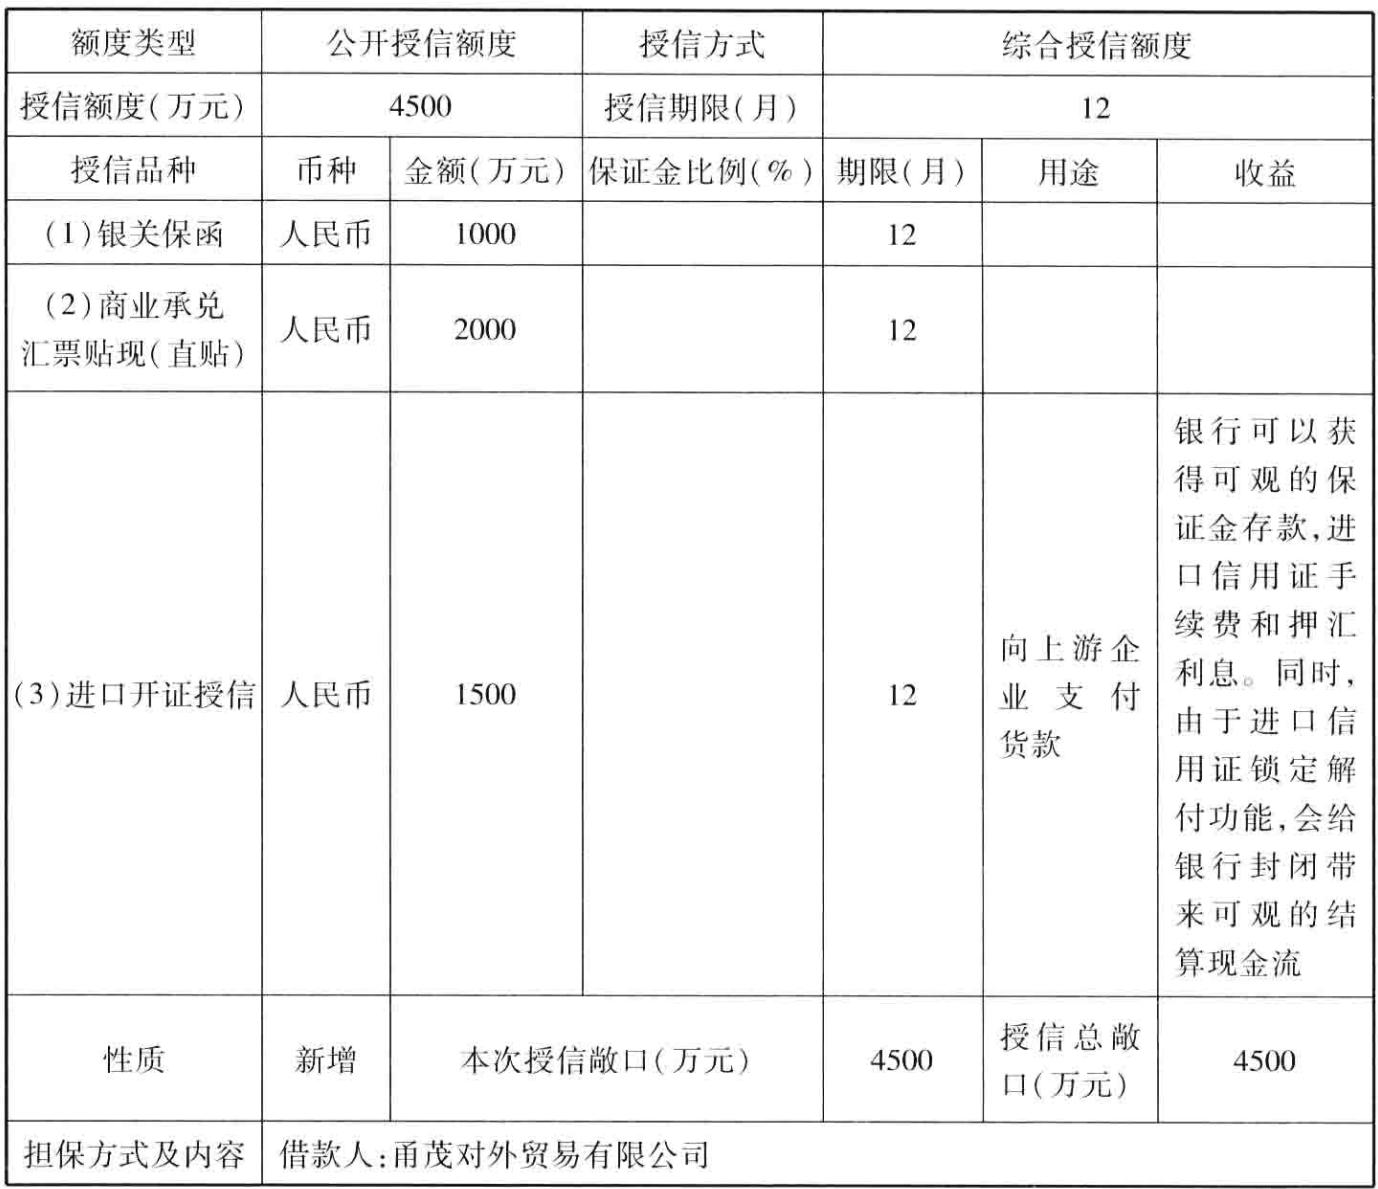 额度类型 公开授信额度 授信方式 综合授信额度
授信额度(万元) 4500 授信期限(月) 12
授信品种 币种 金额(万元) 保证金比例(%) 期限(月) 用途 收益
(1)银关保函 人民币 1000 12
(2)商业承兑
汇票贴现(直贴) 人民币 2000 12
(3)进口开证授信 人民币 1500 12
向上游企
业支付
货款
银行可以获
得可观的保
证金存款,进
口信用证手
续费和押汇
利息。同时,
由于进口信
用证锁定解
付功能,会给
银行封闭带
来可观的结
算现金流
性质 新增 本次授信敞口(万元) 4500
授信总敞
口(万元)
4500
担保方式及内容 借款人:甬茂对外贸易有限公司